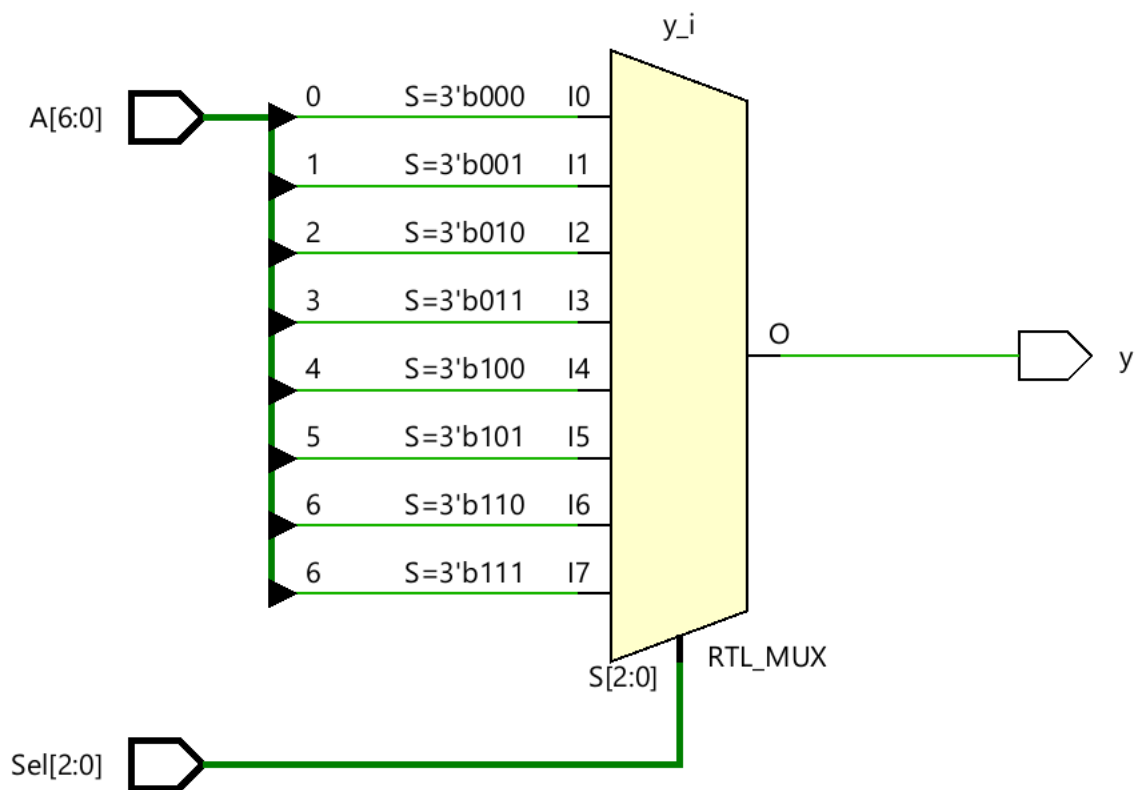 y_i
A[6:0]
0 S=3'b000 I0
1 S=3'b001 I1
2 S=3'b010 I2
3 S=3'b011 I3
4 S=3'b100 I4
5 S=3'b101 I5
6 S=3'b110 I6
6 S=3'b111 I7
O
y
S[2:0]
RTL_MUX
Sel[2:0]